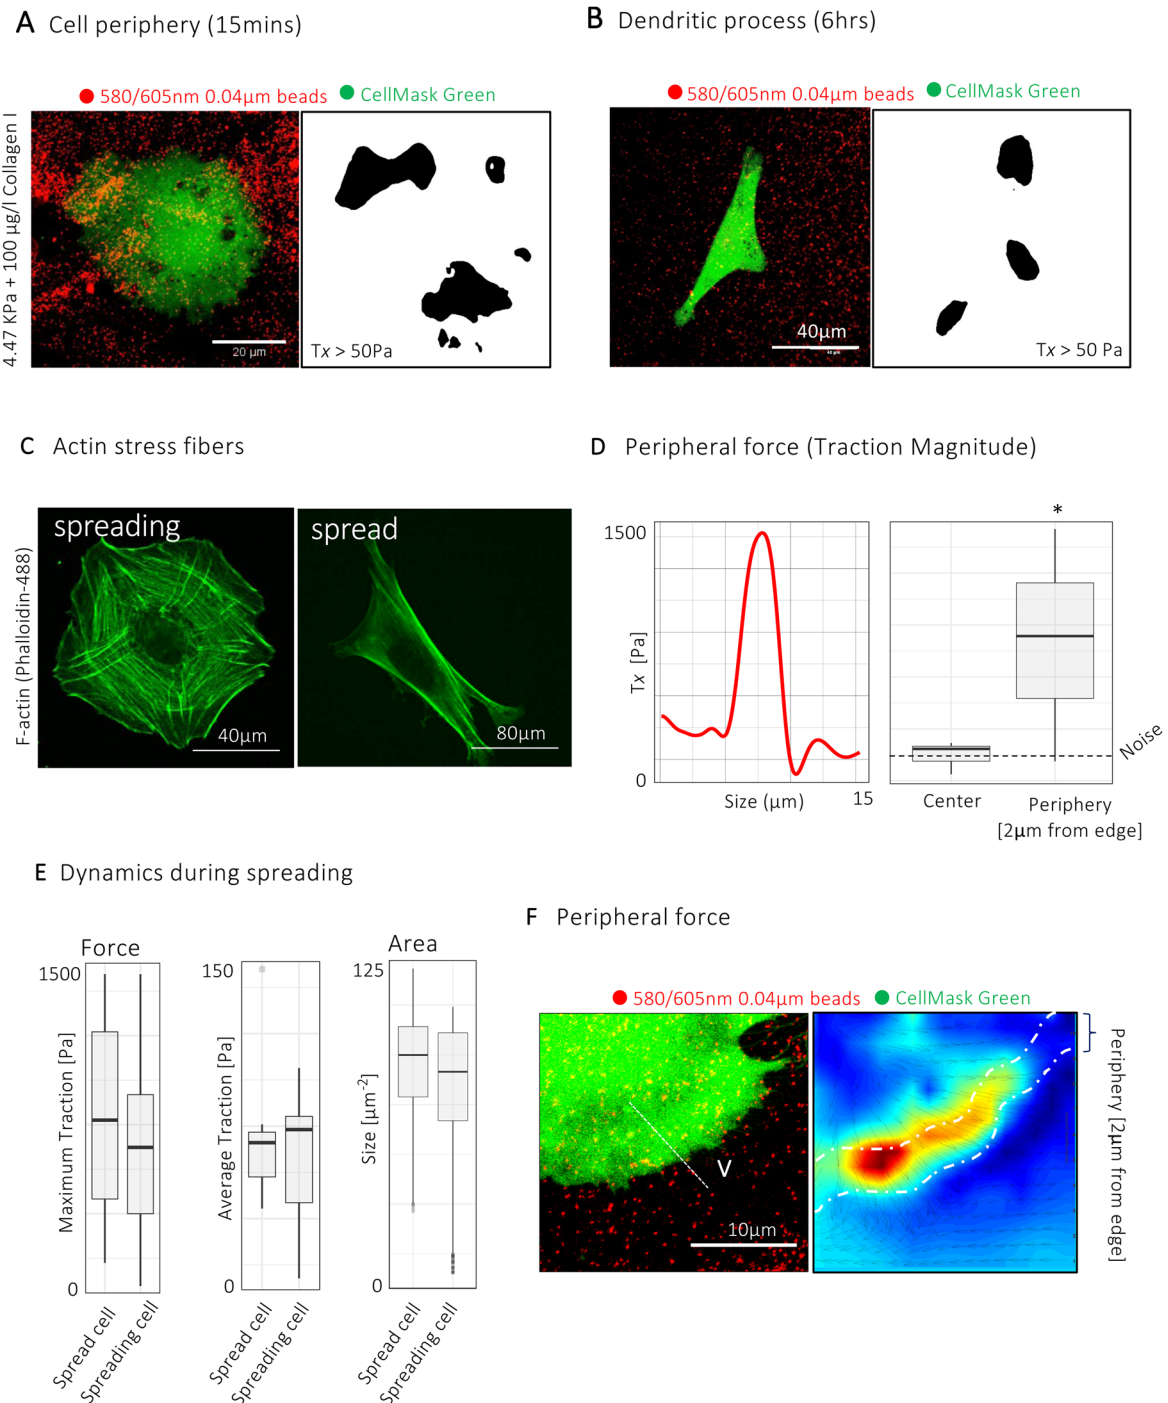 A Cell periphery (15mins)
B Dendritic process (6hrs)
580/605nm 0.04µm beads CellMask Green
580/605nm 0.04µm beads CellMask Green
4.47 KPa + 100 µg/l Collagen I
20 µm
Tx > 50Pa
40µm
40 µm
Tx > 50 Pa
C Actin stress fibers
D Peripheral force (Traction Magnitude)
F-actin (Phalloidin-488)
spreading
40µm
spread
80µm
1500
Tx [Pa]
0
Size (µm)
15
*
Noise
Center
Periphery
[2µm from edge]
E Dynamics during spreading
Force
1500
Maximum Traction [Pa]
0
Spread cell
Spreading cell
150
Average Traction [Pa]
0
Spread cell
Spreading cell
Area
125
Size [µm⁻²]
0
Spread cell
Spreading cell
F Peripheral force
580/605nm 0.04µm beads CellMask Green
V
10µm
Periphery [2µm from edge]